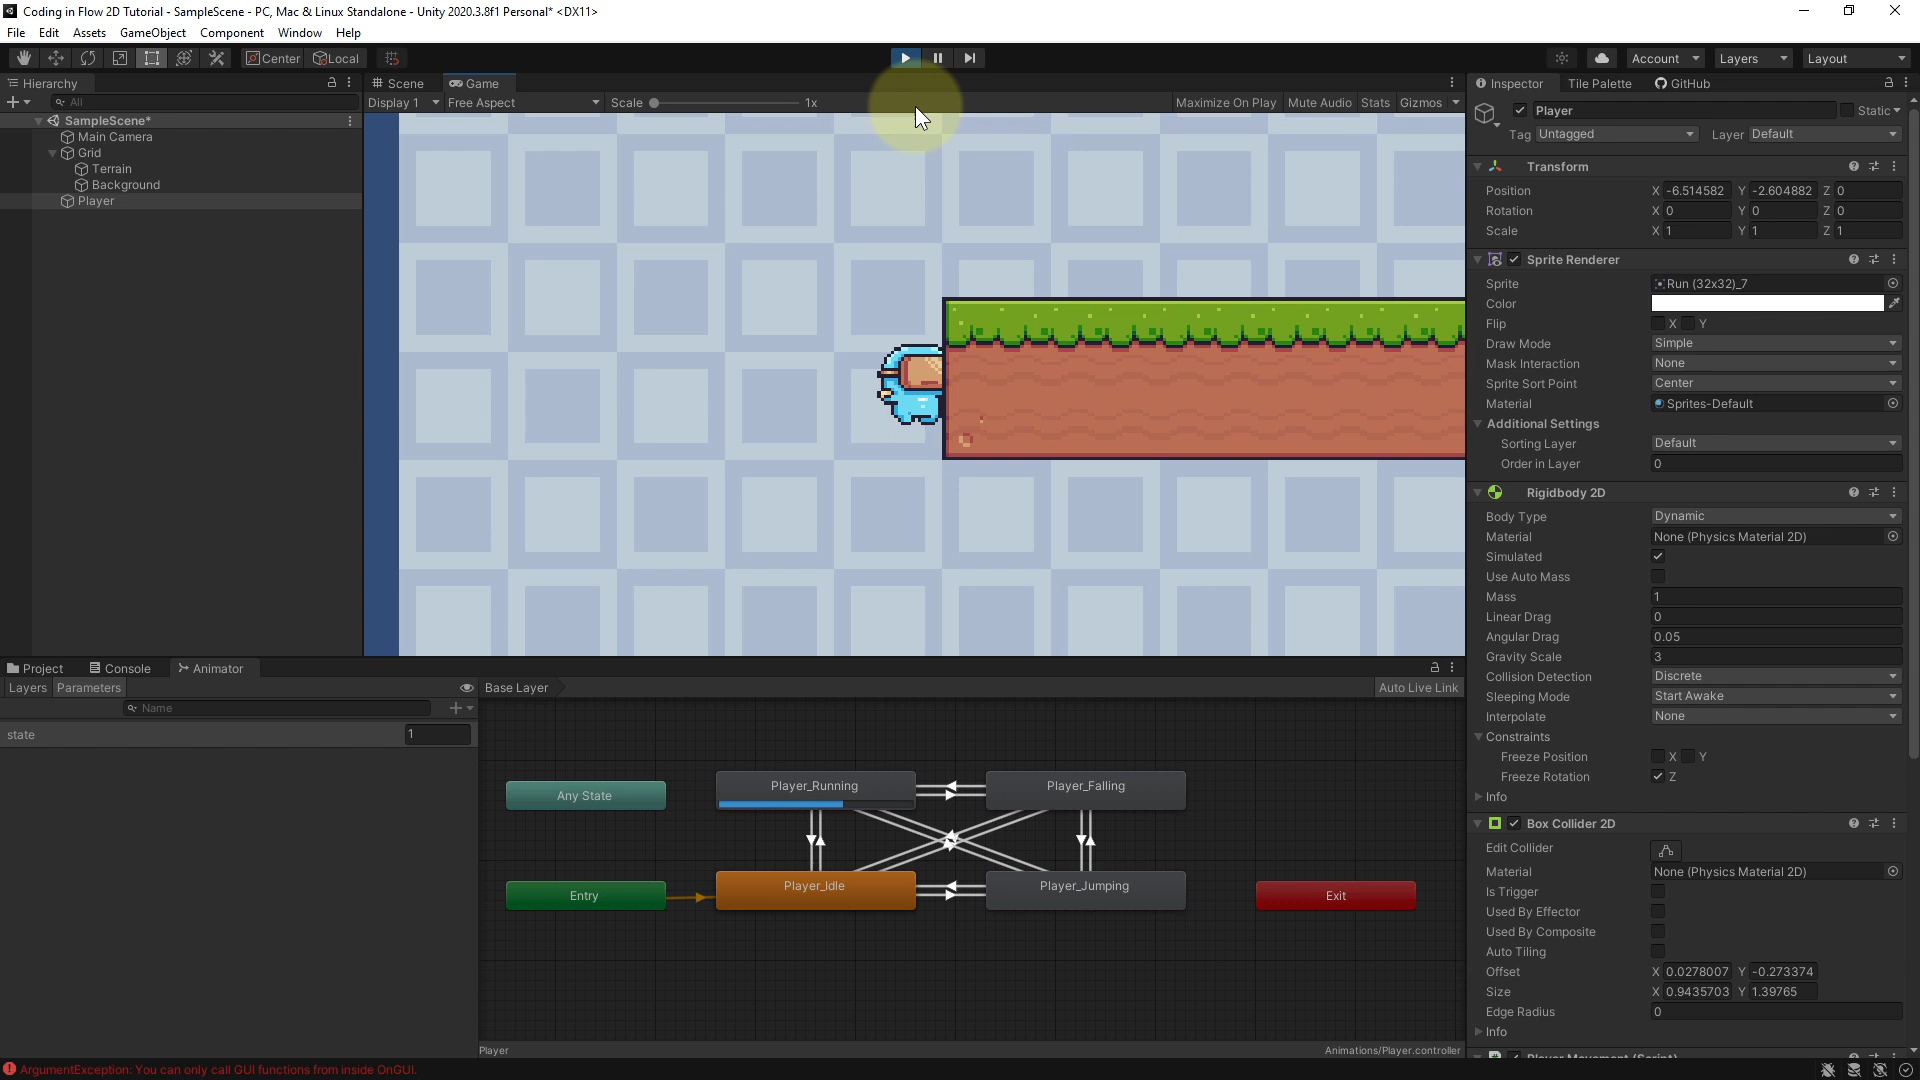 Coding in Flow 2D Tutorial - SampleScene - PC, Mac & Linux Standalone - Unity 2020.3.8f1 Personal* <DX11>
File Edit Assets GameObject Component Window Help
Center Local Account Layers Layout
Hierarchy
All
SampleScene*
Main Camera
Grid
Terrain
Background
Player
Scene Game
Display 1 Free Aspect Scale 1x Maximize On Play Mute Audio Stats Gizmos
Inspector Tile Palette GitHub
Player Static
Tag Untagged Layer Default
Transform
Position X -6.514582 Y -2.604882 Z 0
Rotation X 0 Y 0 Z 0
Scale X 1 Y 1 Z 1
Sprite Renderer
Sprite Run (32x32)_7
Color
Flip X Y
Draw Mode Simple
Mask Interaction None
Sprite Sort Point Center
Material Sprites-Default
Additional Settings
Sorting Layer Default
Order in Layer 0
Rigidbody 2D
Body Type Dynamic
Material None (Physics Material 2D)
Simulated
Use Auto Mass
Mass 1
Linear Drag 0
Angular Drag 0.05
Gravity Scale 3
Collision Detection Discrete
Sleeping Mode Start Awake
Interpolate None
Constraints
Freeze Position X Y
Freeze Rotation Z
Info
Box Collider 2D
Edit Collider
Material None (Physics Material 2D)
Is Trigger
Used By Effector
Used By Composite
Auto Tiling
Offset X 0.0278007 Y -0.273374
Size X 0.9435703 Y 1.39765
Edge Radius 0
Info
Player Movement (Script)
Project Console Animator
Layers Parameters Base Layer Auto Live Link
Name
state 1
Any State
Player_Running
Player_Falling
Entry
Player_Idle
Player_Jumping
Exit
Player Animations/Player.controller
ArgumentException: You can only call GUI functions from inside OnGUI.